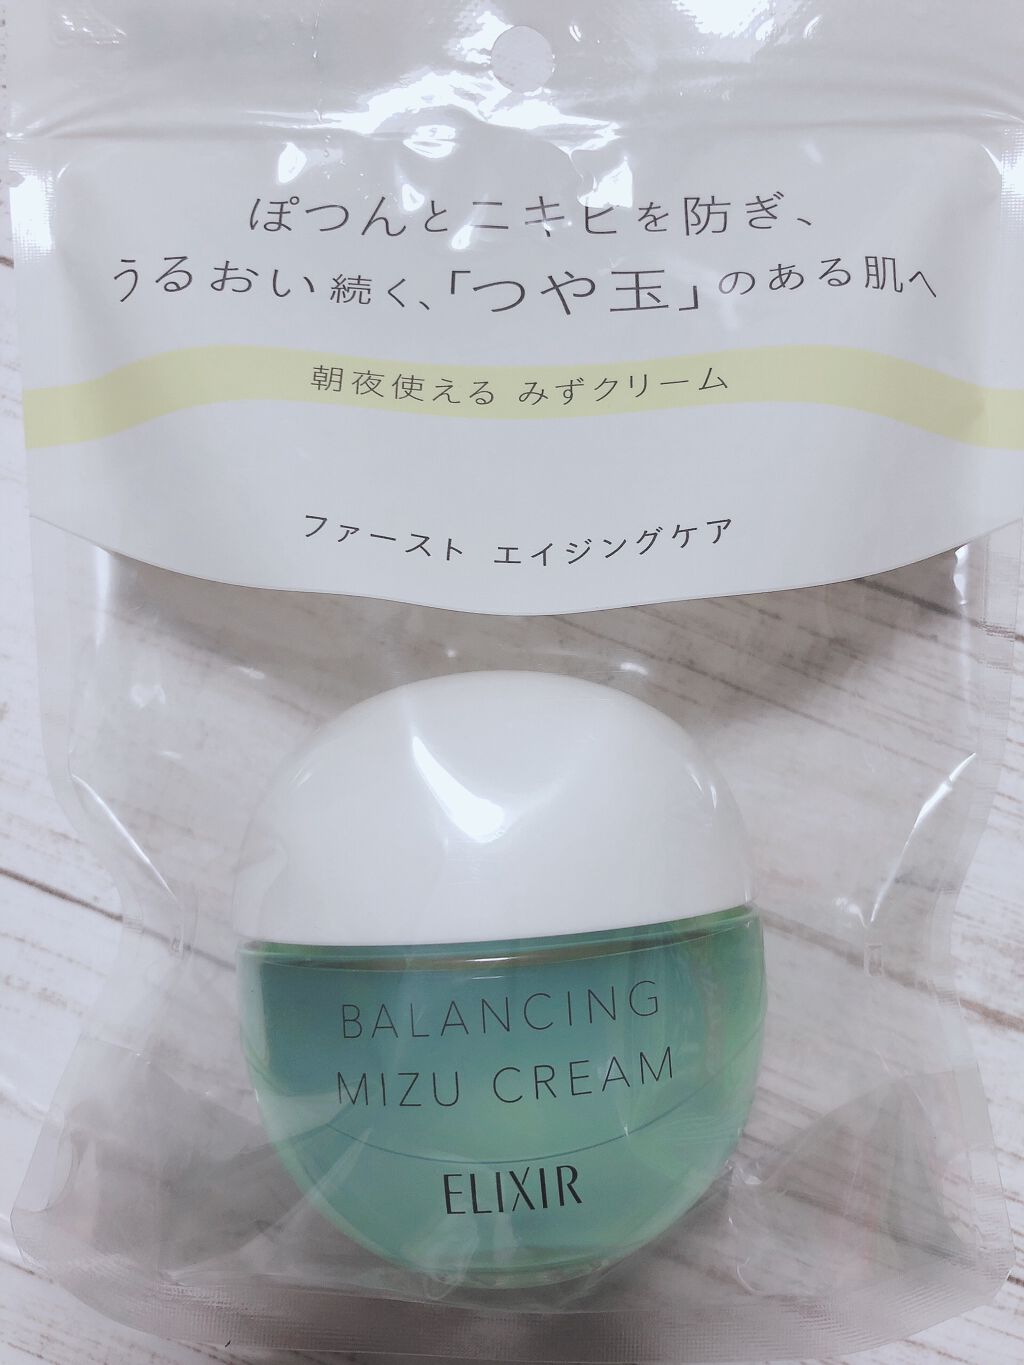 ぽつんとニキビを防ぎ、
うるおい続く、「つや玉」のある肌へ
朝夜使える みずクリーム
ファースト エイジングケア
BALANCING
MIZU CREAM
ELIXIR